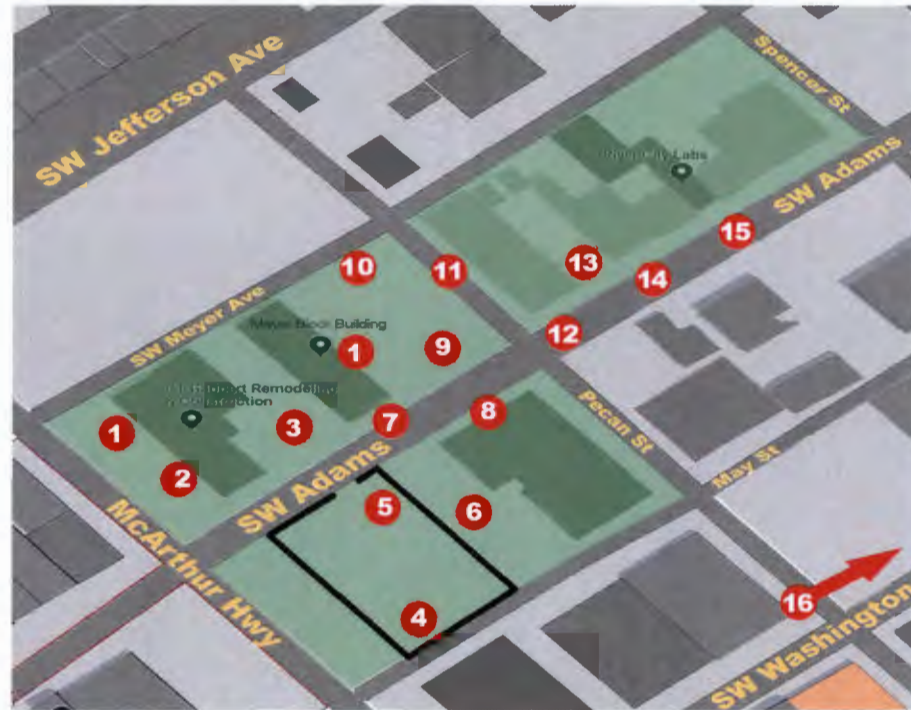 SW Jefferson Ave
Spencer St
SW Adams
15
10
11
13
14
SW Meyer Ave
12
Block Building
1
9
Remodeling
3
7
8
Pecan St
1
2
SW Adams
5
6
May St
McArthur Hwy
4
16
SW Washington